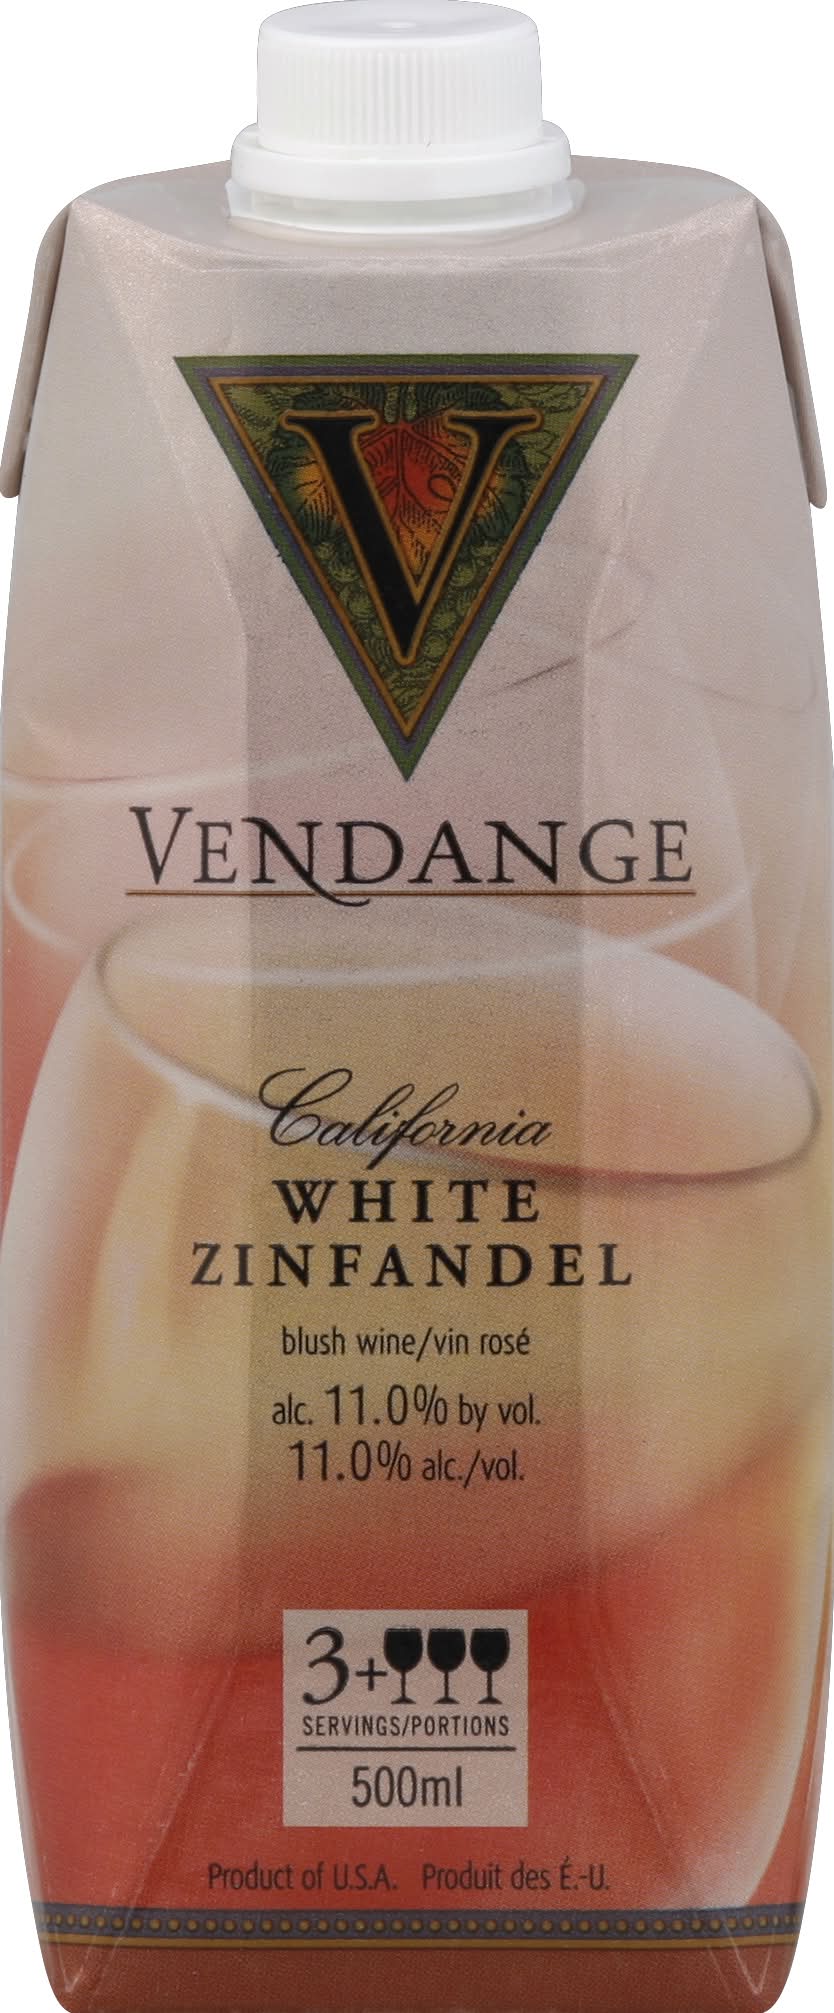 V
VENDANGE
California
WHITE
ZINFANDEL
blush wine/vin rosé
alc. 11.0% by vol.
11.0% alc./vol.
3+
SERVINGS/PORTIONS
500ml
Product of U.S.A. Produit des É.-U.